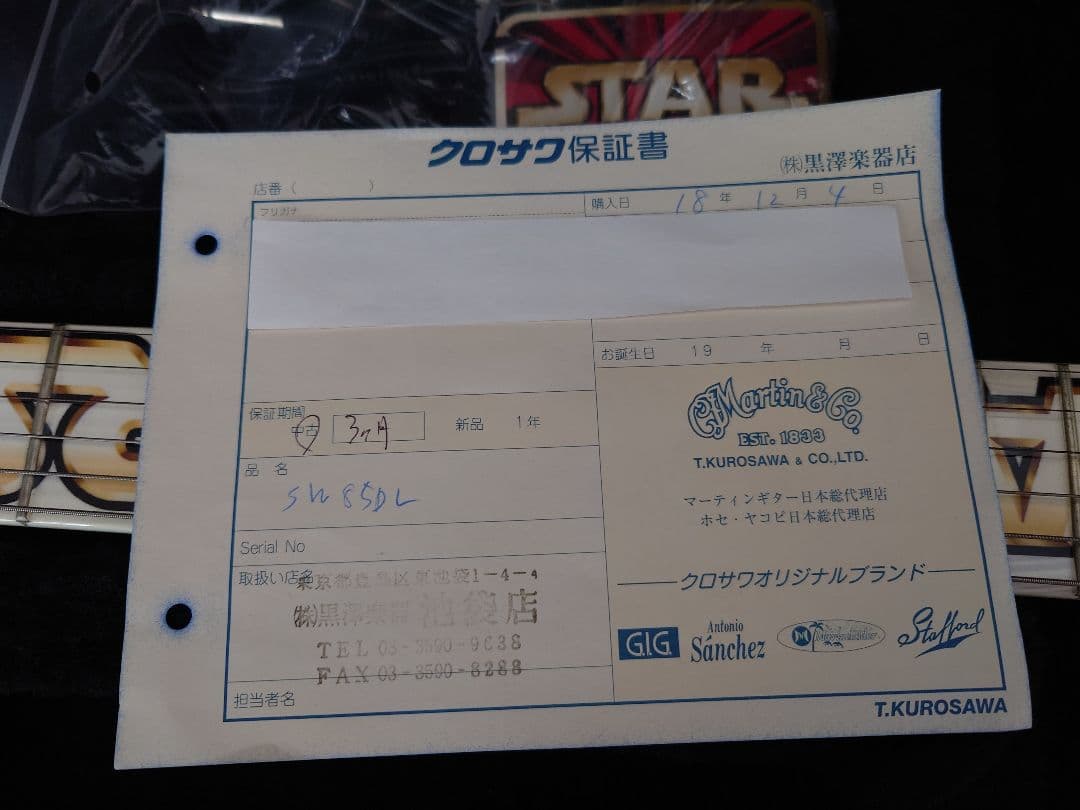 STAR
クロサワ保証書
(株)黒澤楽器店
店番 ( )
フリガナ
購入日 18 年 12 月 4 日
お誕生日 19 年 月 日
保証期間
中古 3ヶ月 新品 1年
品 名
SW 85DL
Serial No
取扱い店名
東京都豊島区東池袋1-4-4
(株)黒澤楽器 池袋店
TEL 03-3590-9638
FAX 03-3590-8288
担当者名
C.F. Martin & Co.
EST. 1833
T.KUROSAWA & CO.,LTD.
マーティンギター日本総代理店
ホセ・ヤコピ日本総代理店
クロサワオリジナルブランド
G.I.G.
Antonio
Sánchez
Stafford
T.KUROSAWA